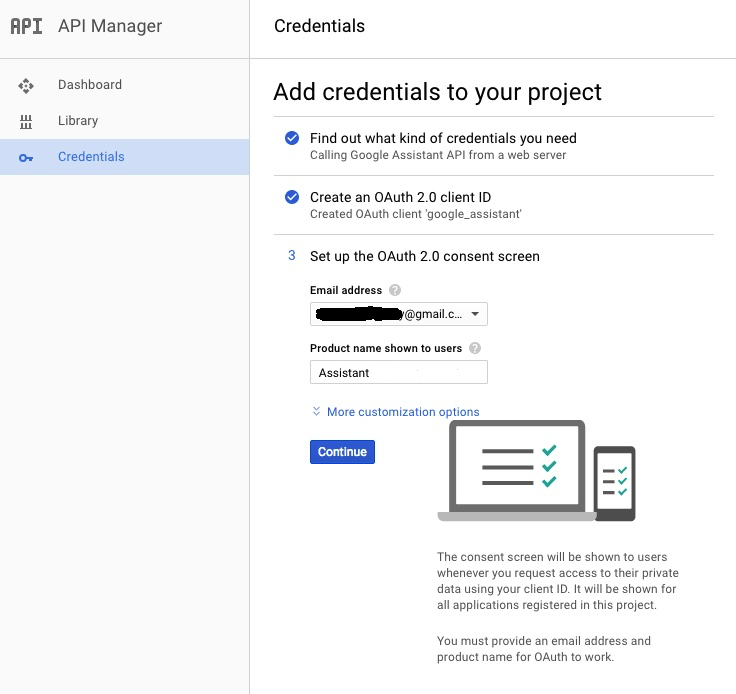 API API Manager
Credentials
Dashboard
Library
Credentials
Add credentials to your project
Find out what kind of credentials you need
Calling Google Assistant API from a web server
Create an OAuth 2.0 client ID
Created OAuth client 'google_assistant'
3 Set up the OAuth 2.0 consent screen
Email address ?
@gmail.c...
Product name shown to users ?
Assistant
More customization options
Continue
The consent screen will be shown to users
whenever you request access to their private
data using your client ID. It will be shown for
all applications registered in this project.
You must provide an email address and
product name for OAuth to work.